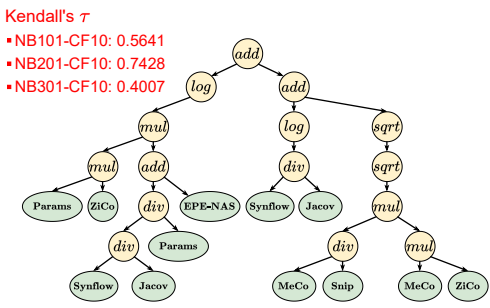 Kendall's τ
▪NB101-CF10: 0.5641
▪NB201-CF10: 0.7428
▪NB301-CF10: 0.4007
add
log add
mul log sqrt
mul add div sqrt
Params ZiCo div EPE-NAS Synflow Jacov mul
div Params div mul
Synflow Jacov MeCo Snip MeCo ZiCo